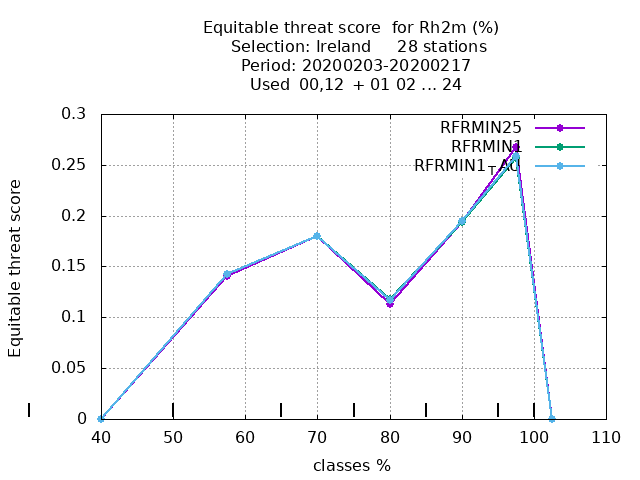 Equitable threat score  for Rh2m (%)
Selection: Ireland     28 stations
Period: 20200203-20200217
Used  00,12  + 01 02 ... 24
RFRMIN25
RFRMIN1
RFRMIN1TAC
Equitable threat score
0.3
0.25
0.2
0.15
0.1
0.05
0
40 50 60 70 80 90 100 110
classes %